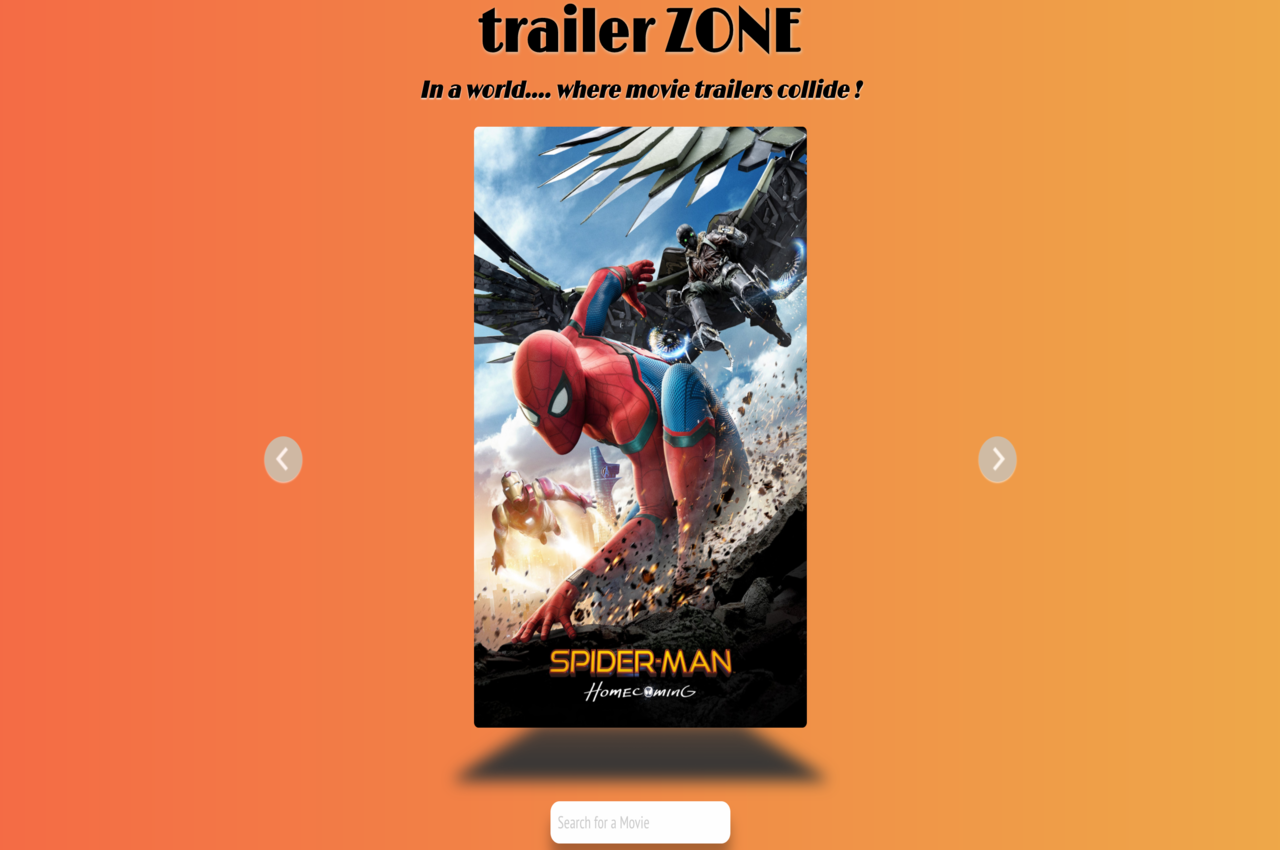 trailer ZONE
In a world.... where movie trailers collide !
SPIDER-MAN
HOMECOMING
Search for a Movie